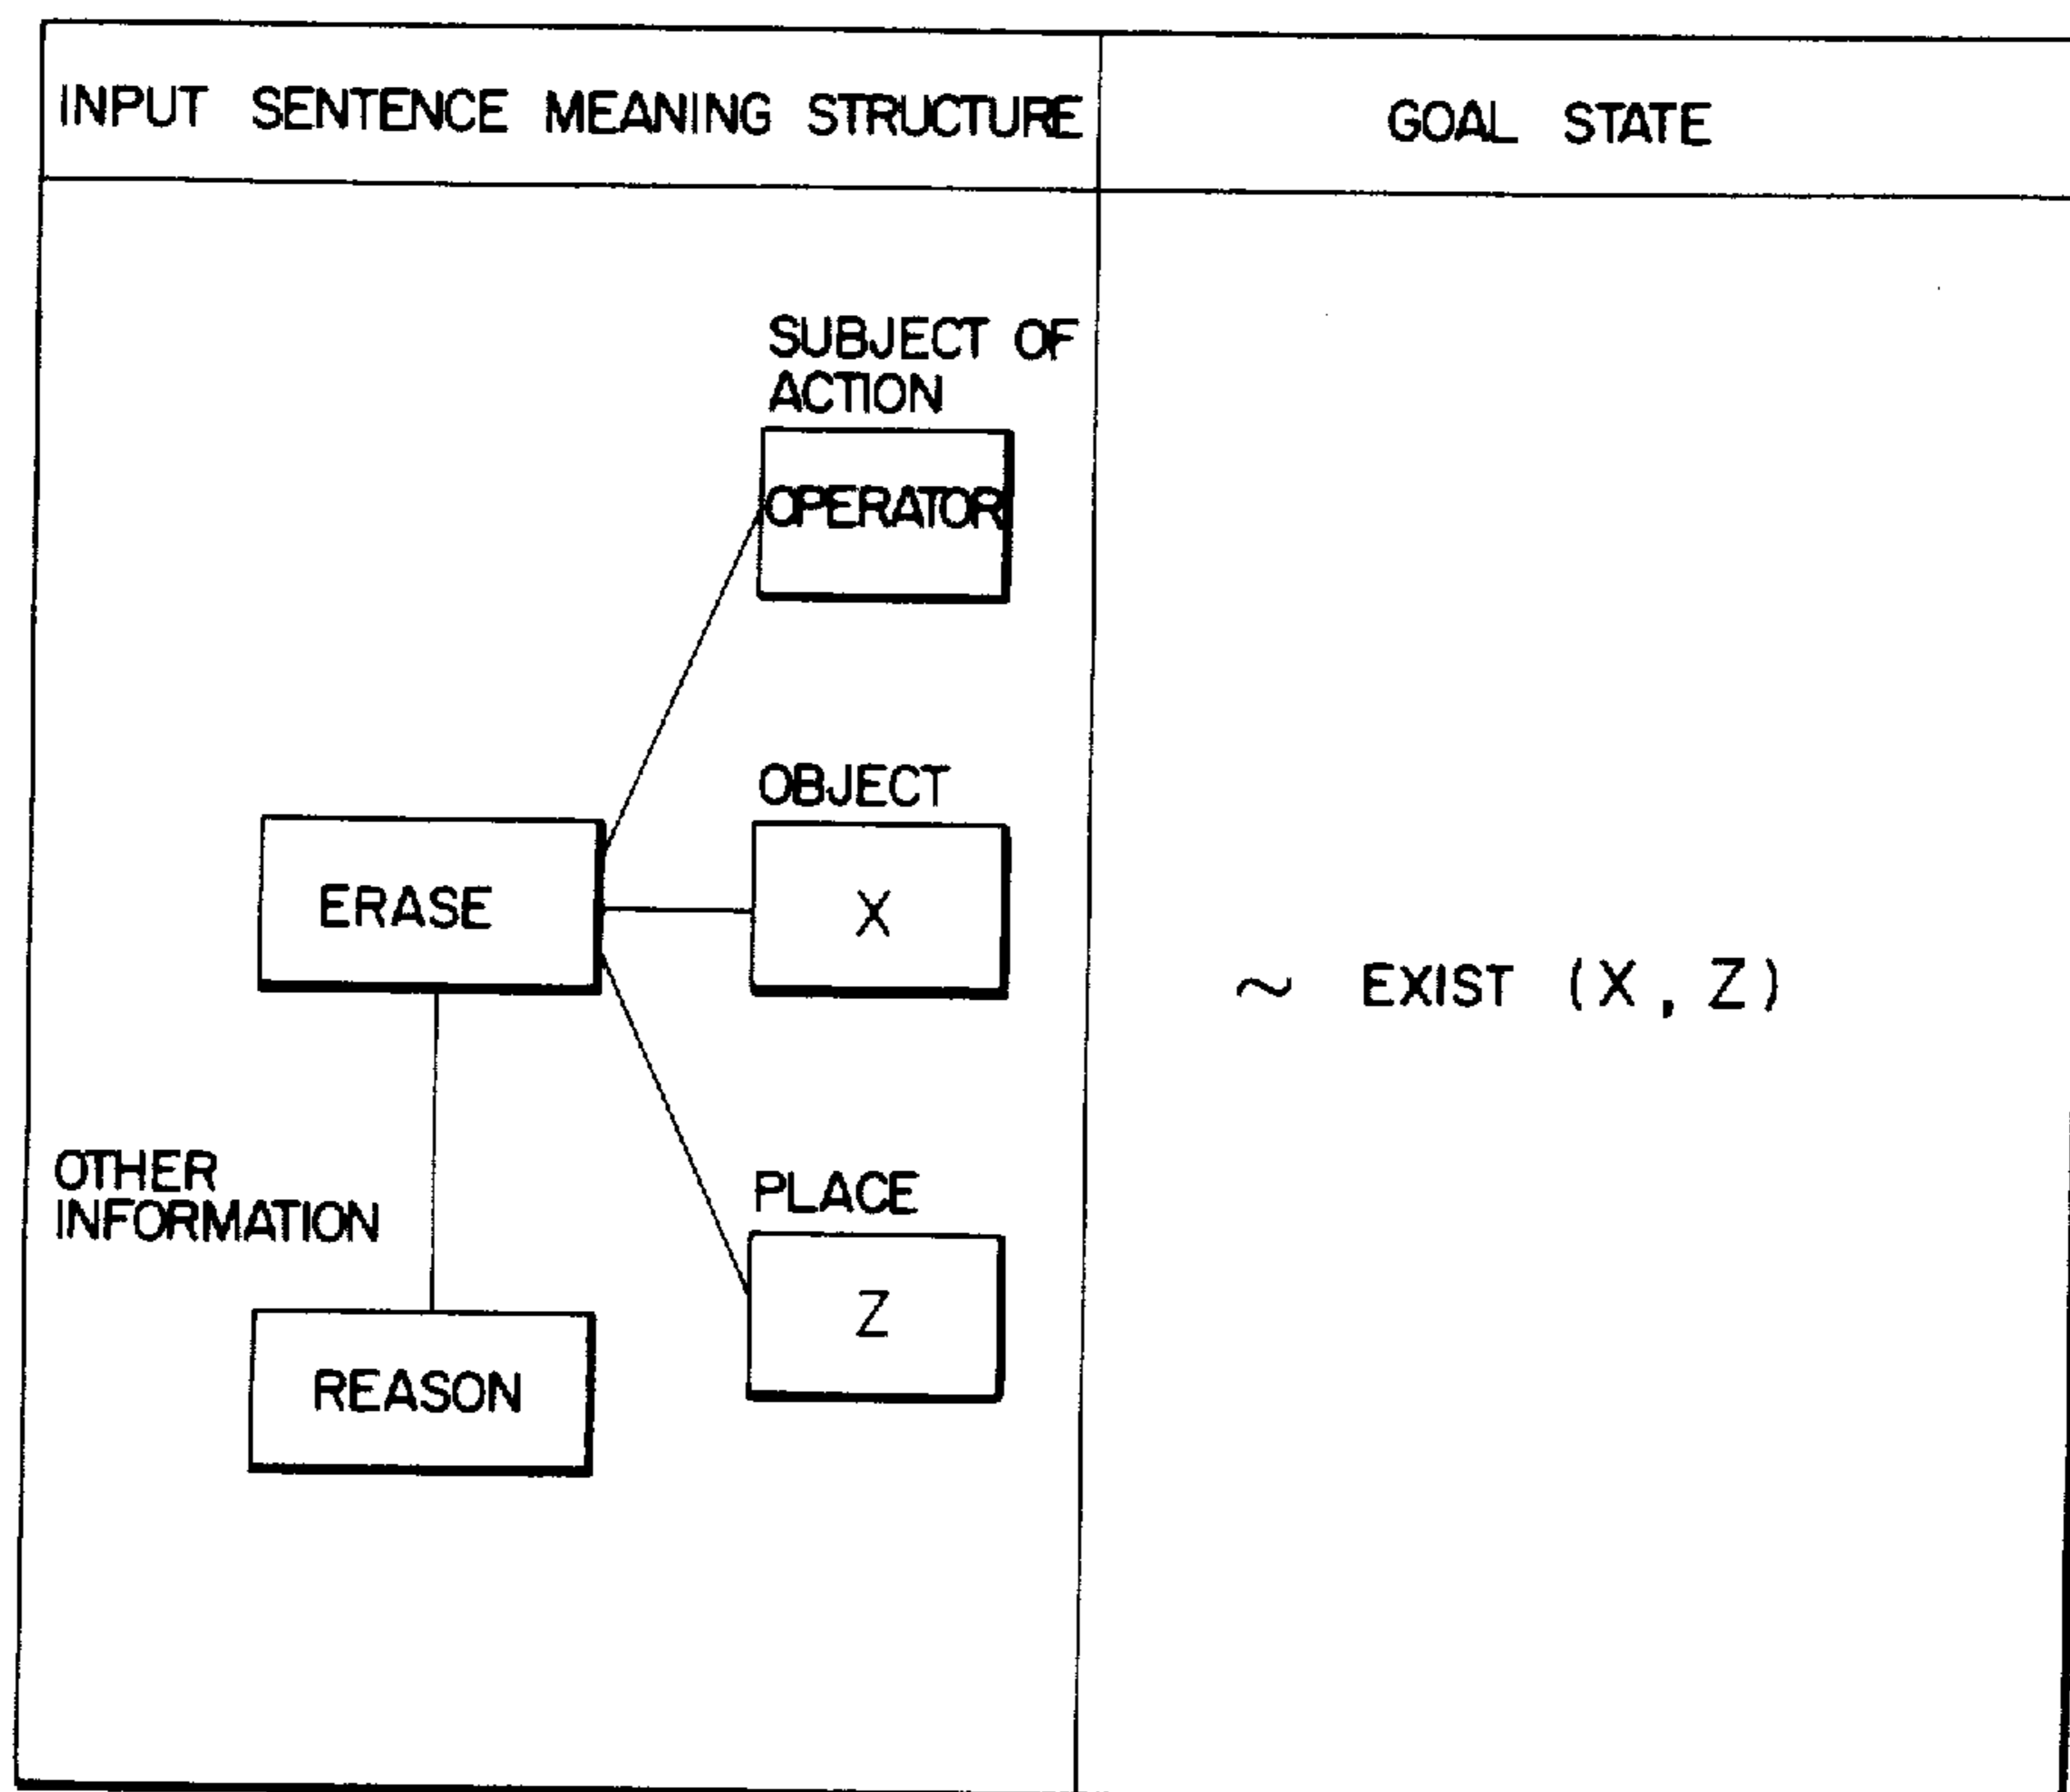 INPUT SENTENCE MEANING STRUCTURE
GOAL STATE
SUBJECT OF
ACTION
OPERATOR
OBJECT
ERASE
X
~ EXIST (X, Z)
OTHER
INFORMATION
PLACE
Z
REASON